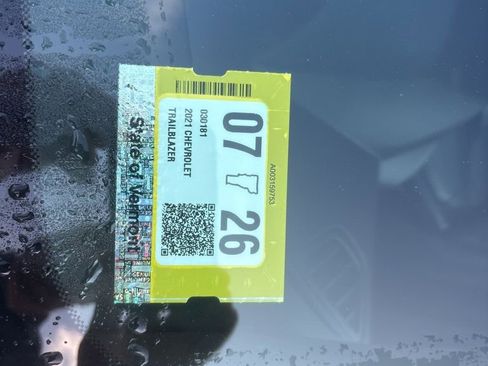 A003159753
07 26
030181
2021 CHEVROLET
TRAILBLAZER
State of Vermont